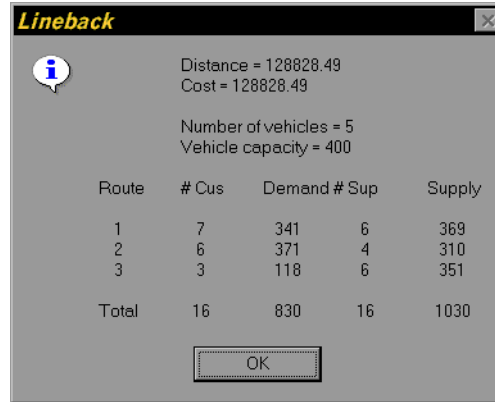 Lineback
Distance = 128828.49
Cost = 128828.49
Number of vehicles = 5
Vehicle capacity = 400
Route # Cus Demand # Sup Supply
1 7 341 6 369
2 6 371 4 310
3 3 118 6 351
Total 16 830 16 1030
OK